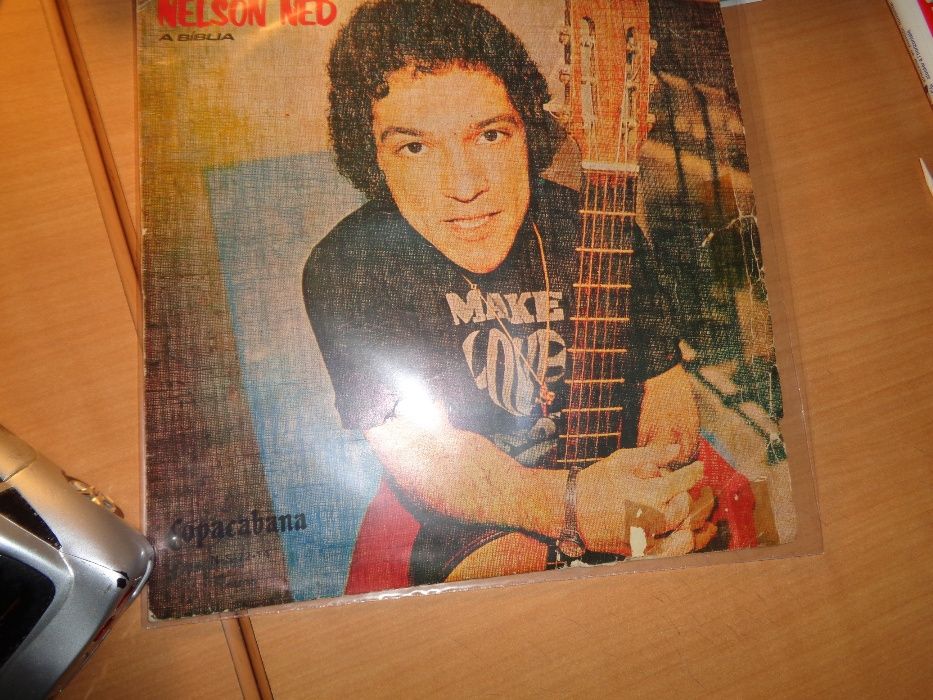 NELSON NED
A BÍBLIA
MAKE
LOVE
Copacabana